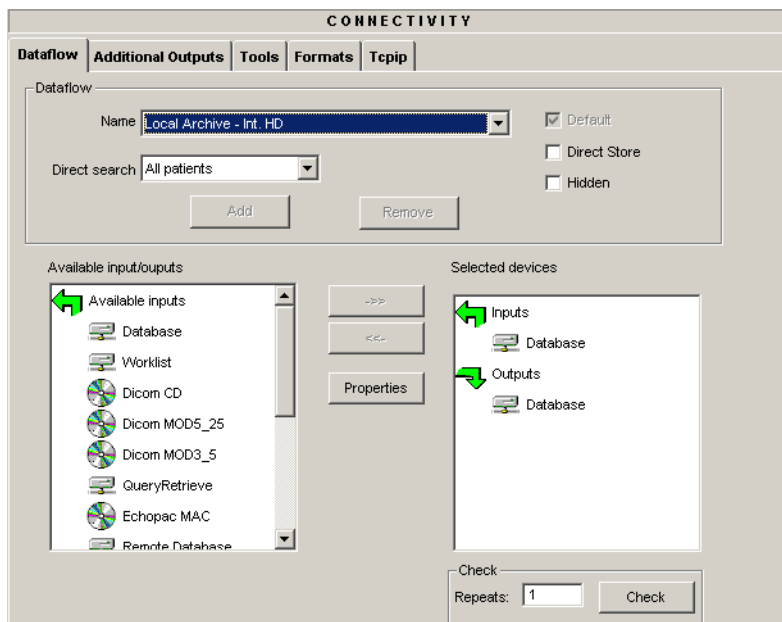 CONNECTIVITY
Dataflow Additional Outputs Tools Formats Tcpip
Dataflow
Name Local Archive - Int. HD Default
Direct Store
Direct search All patients
Hidden
Add Remove
Available input/ouputs Selected devices
Available inputs
Database
Worklist
Dicom CD
Dicom MOD5_25
Dicom MOD3_5
QueryRetrieve
Echopac MAC
Remote Database
->>
<<-
Properties
Inputs
Database
Outputs
Database
Check
Repeats: 1 Check